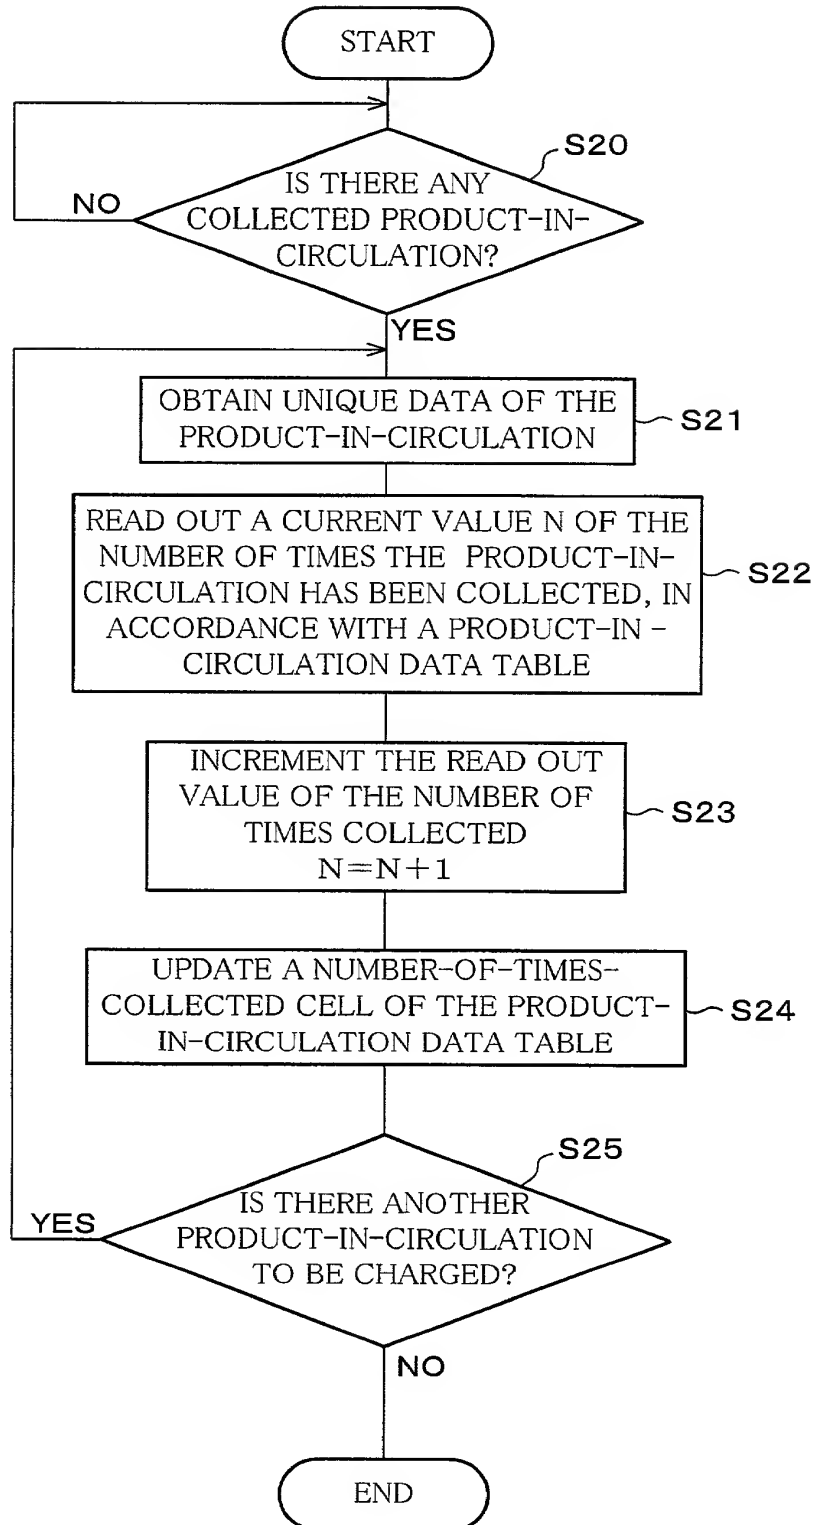 START
S20
IS THERE ANY
NO
COLLECTED PRODUCT-IN-
CIRCULATION?
YES
OBTAIN UNIQUE DATA OF THE
PRODUCT-IN-CIRCULATION
S21
READ OUT A CURRENT VALUE N OF THE
NUMBER OF TIMES THE PRODUCT-IN-
CIRCULATION HAS BEEN COLLECTED, IN
ACCORDANCE WITH A PRODUCT-IN-
CIRCULATION DATA TABLE
S22
INCREMENT THE READ OUT
VALUE OF THE NUMBER OF
TIMES COLLECTED
N=N+1
S23
UPDATE A NUMBER-OF-TIMES-
COLLECTED CELL OF THE PRODUCT-
IN-CIRCULATION DATA TABLE
S24
S25
IS THERE ANOTHER
YES
PRODUCT-IN-CIRCULATION
TO BE CHARGED?
NO
END